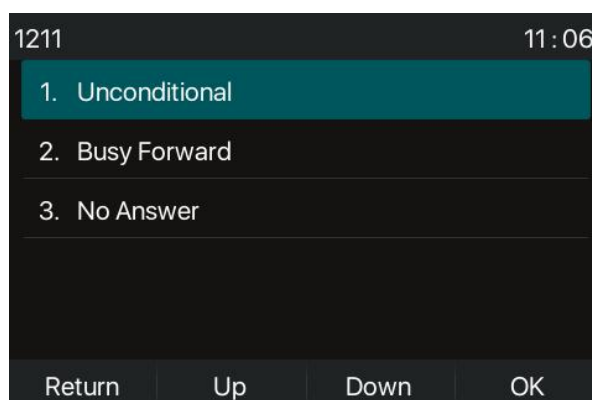 1211 11:06
1. Unconditional
2. Busy Forward
3. No Answer
Return Up Down OK